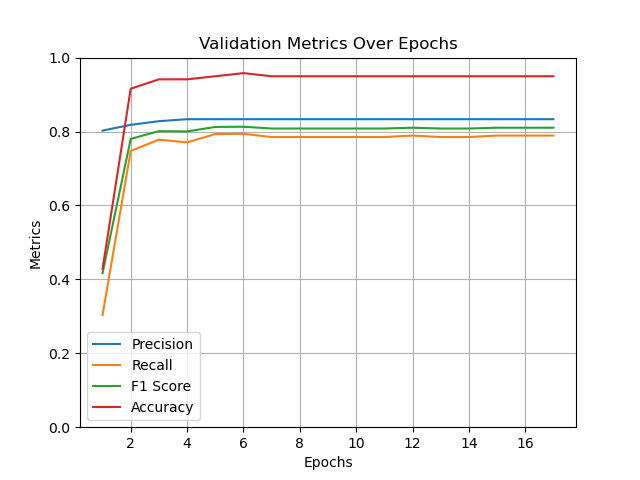 Validation Metrics Over Epochs
1.0
0.8
0.6
0.4
0.2
0.0
Metrics
Precision
Recall
F1 Score
Accuracy
2 4 6 8 10 12 14 16
Epochs